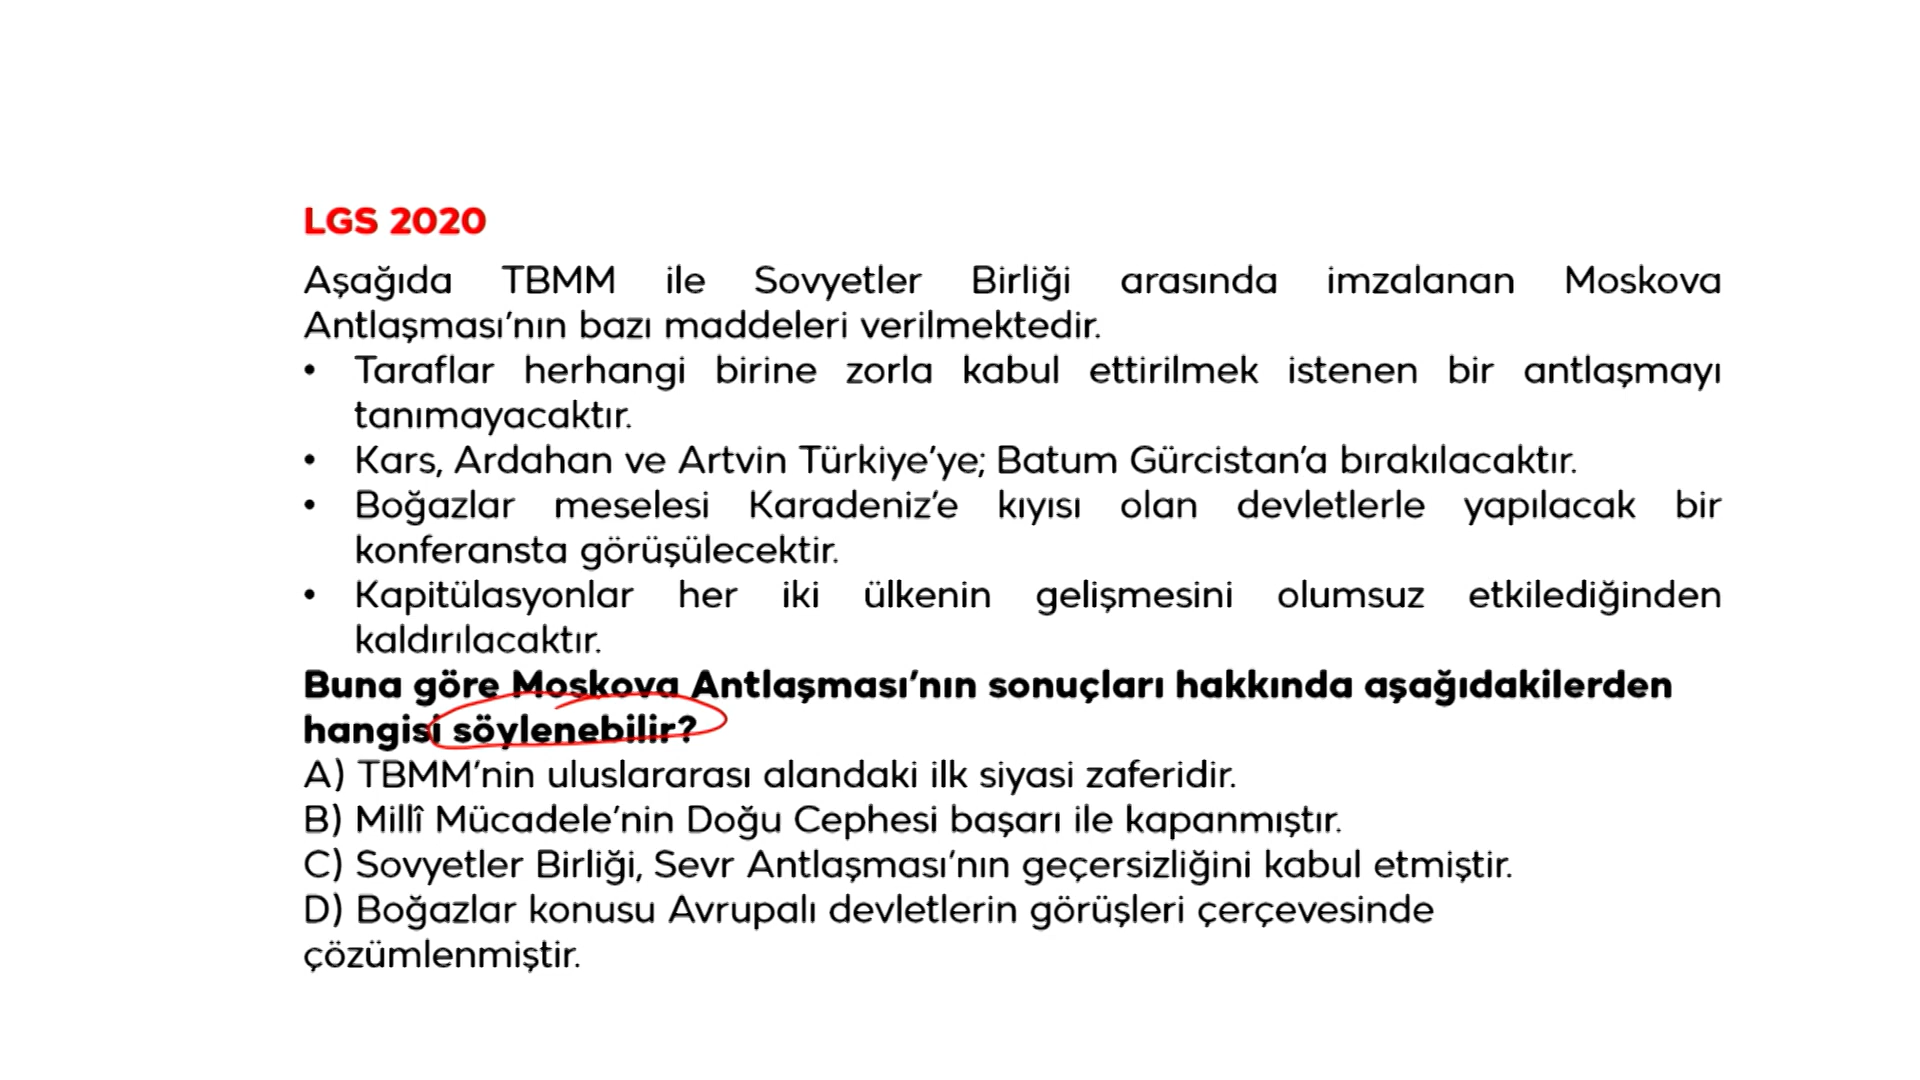 LGS 2020
Aşağıda TBMM ile Sovyetler Birliği arasında imzalanan Moskova
Antlaşması’nın bazı maddeleri verilmektedir.
• Taraflar herhangi birine zorla kabul ettirilmek istenen bir antlaşmayı
tanımayacaktır.
• Kars, Ardahan ve Artvin Türkiye’ye; Batum Gürcistan’a bırakılacaktır.
• Boğazlar meselesi Karadeniz’e kıyısı olan devletlerle yapılacak bir
konferansta görüşülecektir.
• Kapitülasyonlar her iki ülkenin gelişmesini olumsuz etkilediğinden
kaldırılacaktır.
Buna göre Moskova Antlaşması’nın sonuçları hakkında aşağıdakilerden
hangisi söylenebilir?
A) TBMM’nin uluslararası alandaki ilk siyasi zaferidir.
B) Millî Mücadele’nin Doğu Cephesi başarı ile kapanmıştır.
C) Sovyetler Birliği, Sevr Antlaşması’nın geçersizliğini kabul etmiştir.
D) Boğazlar konusu Avrupalı devletlerin görüşleri çerçevesinde
çözümlenmiştir.